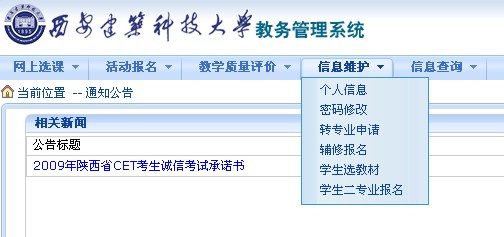 西安建筑科技大学教务管理系统
网上选课 活动报名 教学质量评价 信息维护 信息查询
当前位置 -- 通知公告
个人信息
密码修改
转专业申请
辅修报名
学生选教材
学生二专业报名
相关新闻
公告标题
2009年陕西省CET考生诚信考试承诺书